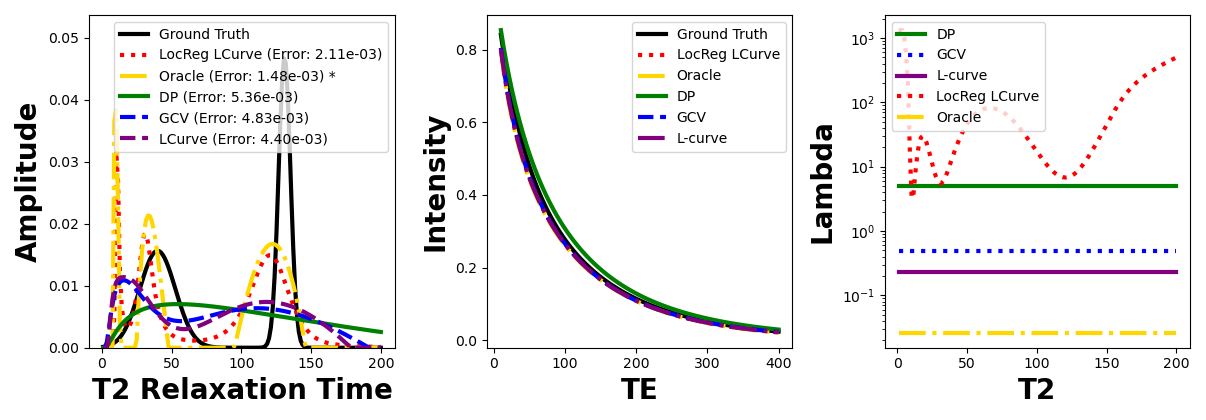 Amplitude
0.05
0.04
0.03
0.02
0.01
0.00
Ground Truth
LocReg LCurve (Error: 2.11e-03)
Oracle (Error: 1.48e-03) *
DP (Error: 5.36e-03)
GCV (Error: 4.83e-03)
LCurve (Error: 4.40e-03)
0 50 100 150 200
T2 Relaxation Time
Intensity
0.8
0.6
0.4
0.2
0.0
Ground Truth
LocReg LCurve
Oracle
DP
GCV
L-curve
0 100 200 300 400
TE
Lambda
10³
10²
10¹
10⁰
10⁻¹
DP
GCV
L-curve
LocReg LCurve
Oracle
0 50 100 150 200
T2